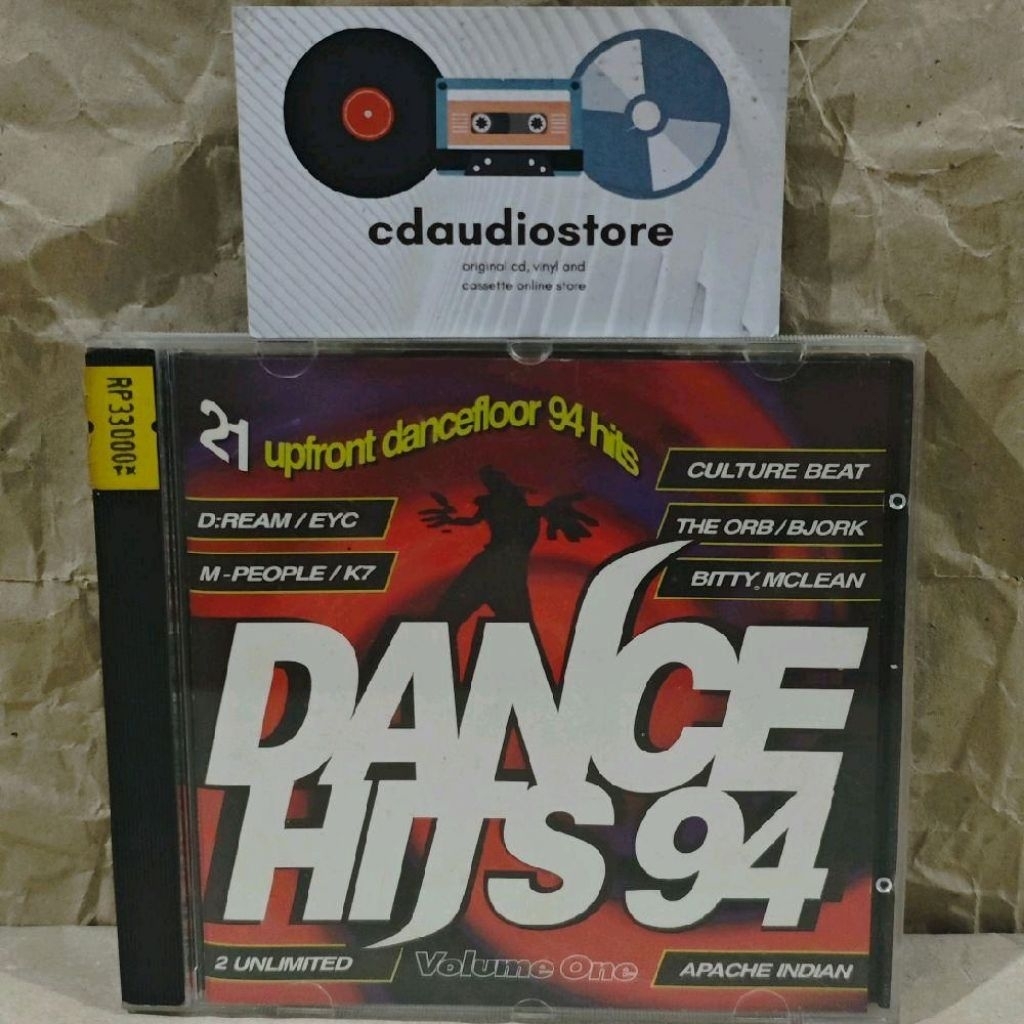 cdaudiostore
original cd, vinyl and
cassette online store
RP33000#
21 upfront dancefloor 94 hits
CULTURE BEAT
D:REAM / EYC
THE ORB / BJORK
M-PEOPLE / K7
BITTY MCLEAN
DANCE
HITS 94
2 UNLIMITED
Volume One
APACHE INDIAN